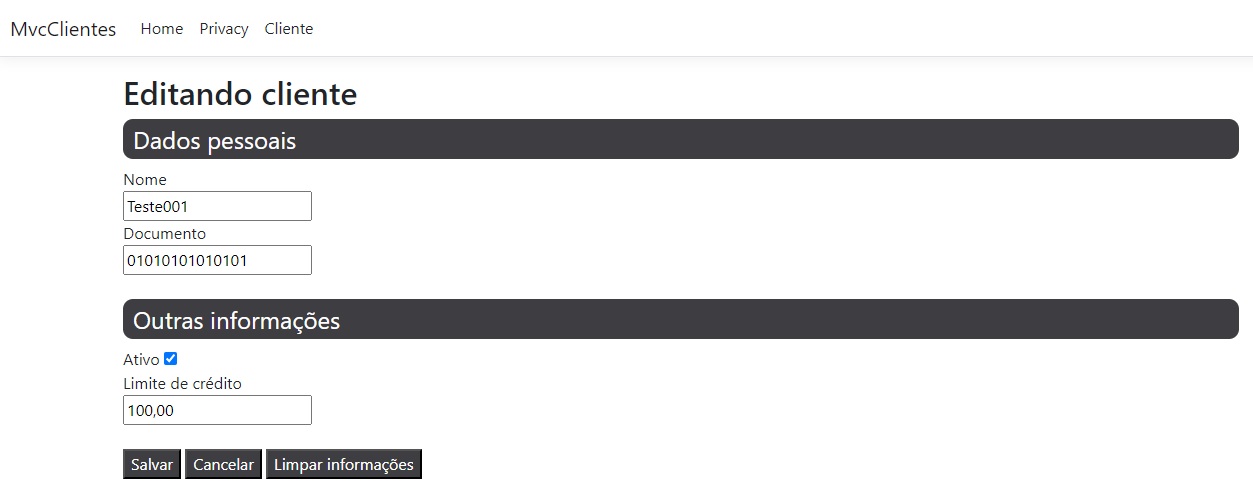 MvcClientes Home Privacy Cliente
Editando cliente
Dados pessoais
Nome
Teste001
Documento
01010101010101
Outras informações
Ativo
Limite de crédito
100,00
Salvar Cancelar Limpar informações